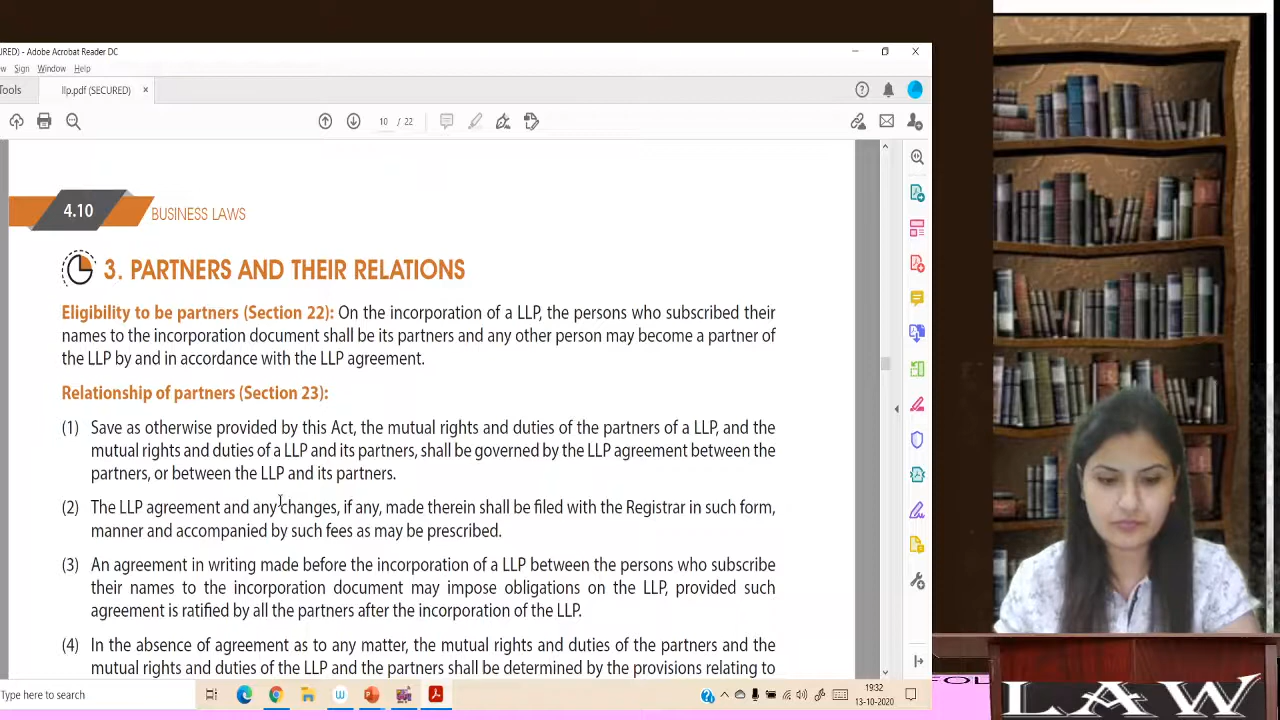 RED) - Adobe Acrobat Reader DC
w Sign Window Help
Tools llp.pdf (SECURED) ×
10 / 22
4.10 BUSINESS LAWS
3. PARTNERS AND THEIR RELATIONS
Eligibility to be partners (Section 22): On the incorporation of a LLP, the persons who subscribed their
names to the incorporation document shall be its partners and any other person may become a partner of
the LLP by and in accordance with the LLP agreement.
Relationship of partners (Section 23):
(1) Save as otherwise provided by this Act, the mutual rights and duties of the partners of a LLP, and the
mutual rights and duties of a LLP and its partners, shall be governed by the LLP agreement between the
partners, or between the LLP and its partners.
(2) The LLP agreement and any changes, if any, made therein shall be filed with the Registrar in such form,
manner and accompanied by such fees as may be prescribed.
(3) An agreement in writing made before the incorporation of a LLP between the persons who subscribe
their names to the incorporation document may impose obligations on the LLP, provided such
agreement is ratified by all the partners after the incorporation of the LLP.
(4) In the absence of agreement as to any matter, the mutual rights and duties of the partners and the
mutual rights and duties of the LLP and the partners shall be determined by the provisions relating to
Type here to search
19:32
13-10-2020
FOL
LAW